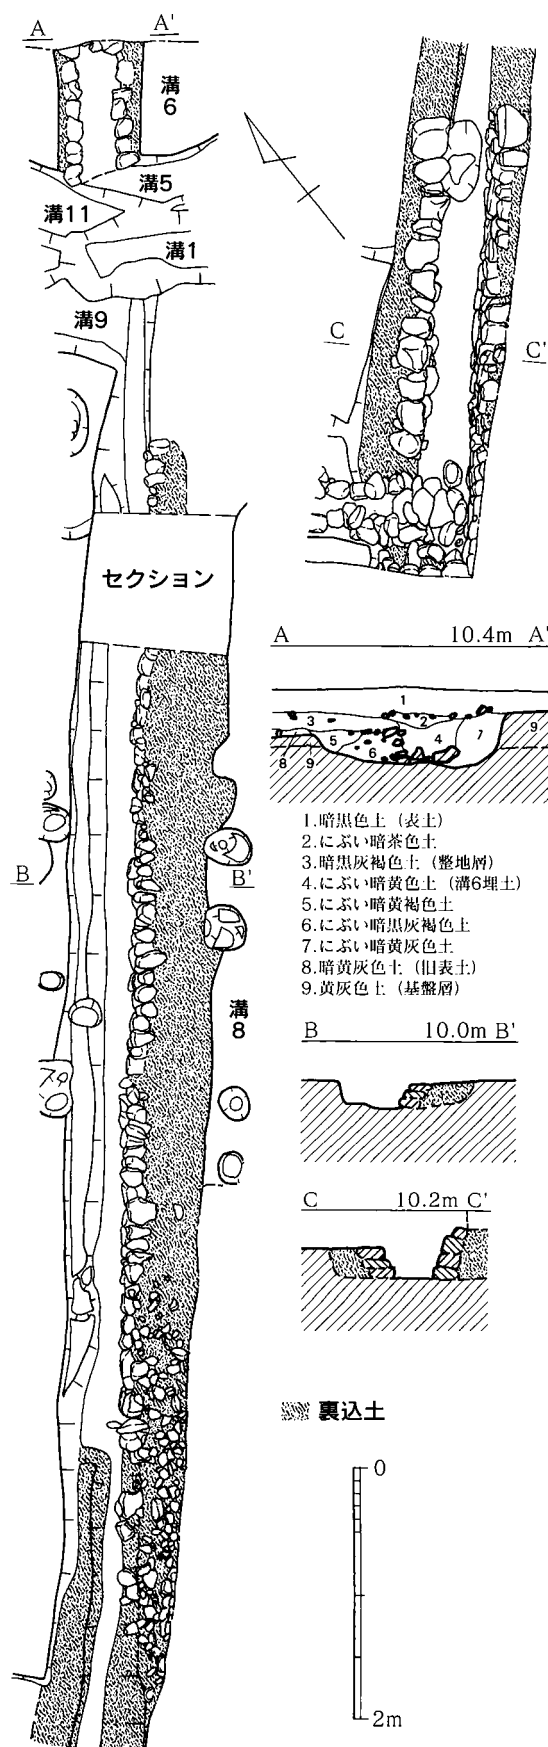 A A'
溝6
溝5
溝11
溝1
溝9
C C'
セクション
A 10.4m A'
1
3 2
5 4 7 9
8 9 6
1.暗黒色土（表土）
2.にぶい暗茶色土
3.暗黒灰褐色土（整地層）
4.にぶい暗黄色土（溝6埋土）
5.にぶい暗黄褐色土
6.にぶい暗黒灰褐色土
7.にぶい暗黄灰色土
8.暗黄灰色土（旧表土）
9.黄灰色土（基盤層）
B B'
溝8
B 10.0m B'
C 10.2m C'
裏込土
0
2m